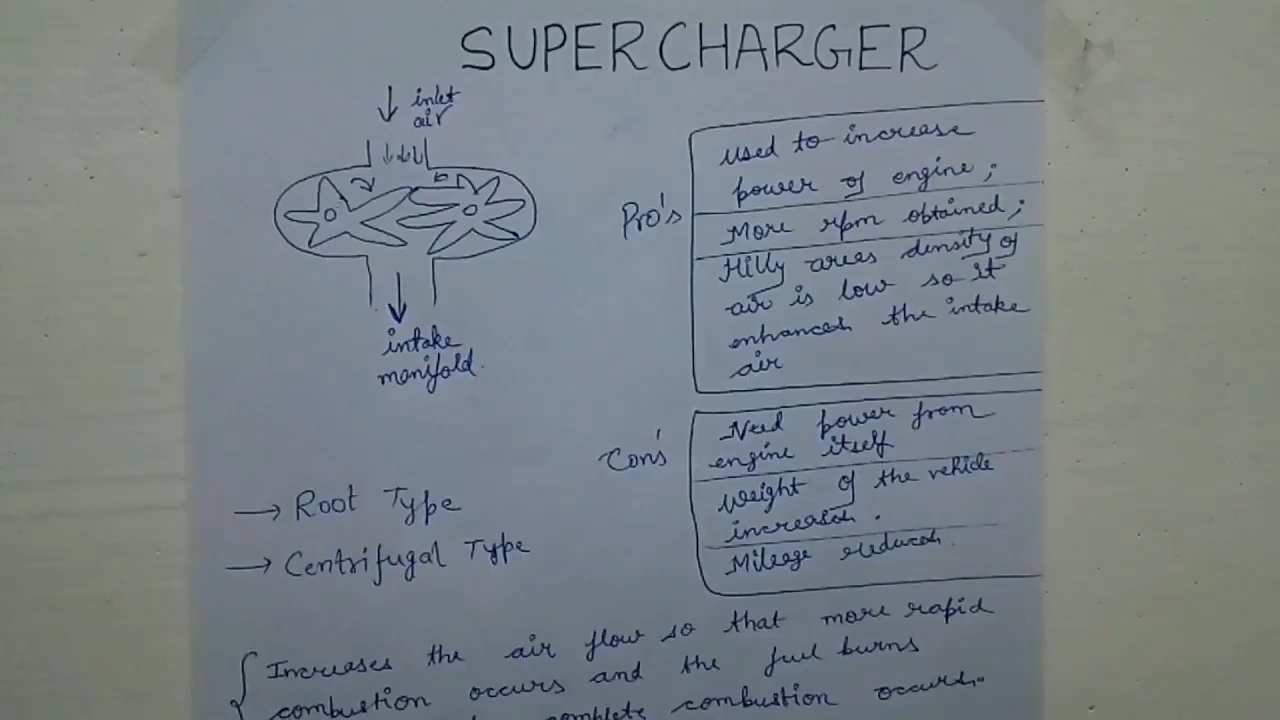 SUPERCHARGER
inlet
air
intake
manifold.
Pro's
used to increase
power of engine;
More rpm obtained;
Hilly areas density of
air is low so it
enhances the intake
air
Con's
Need power from
engine itself
Weight of the vehicle
increases.
Mileage reduces.
→ Root Type
→ Centrifugal Type
Increases the air flow so that more rapid
combustion occurs and the fuel burns
complete combustion occurs.